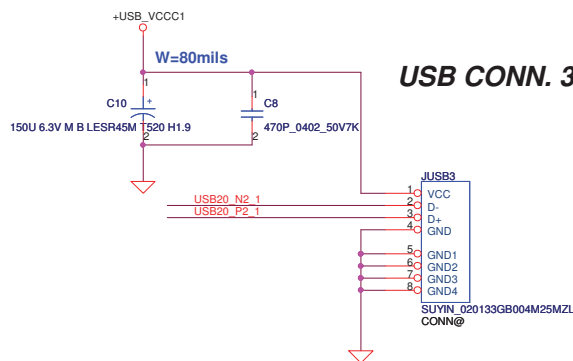 +USB_VCCC1
W=80mils
USB CONN. 3
1
C10
+
150U 6.3V M B LESR45M T520 H1.9
2
1
C8
470P_0402_50V7K
2
JUSB3
1 VCC
USB20_N2_1 2 D-
USB20_P2_1 3 D+
4 GND
5 GND1
6 GND2
7 GND3
8 GND4
SUYIN_020133GB004M25MZL
CONN@